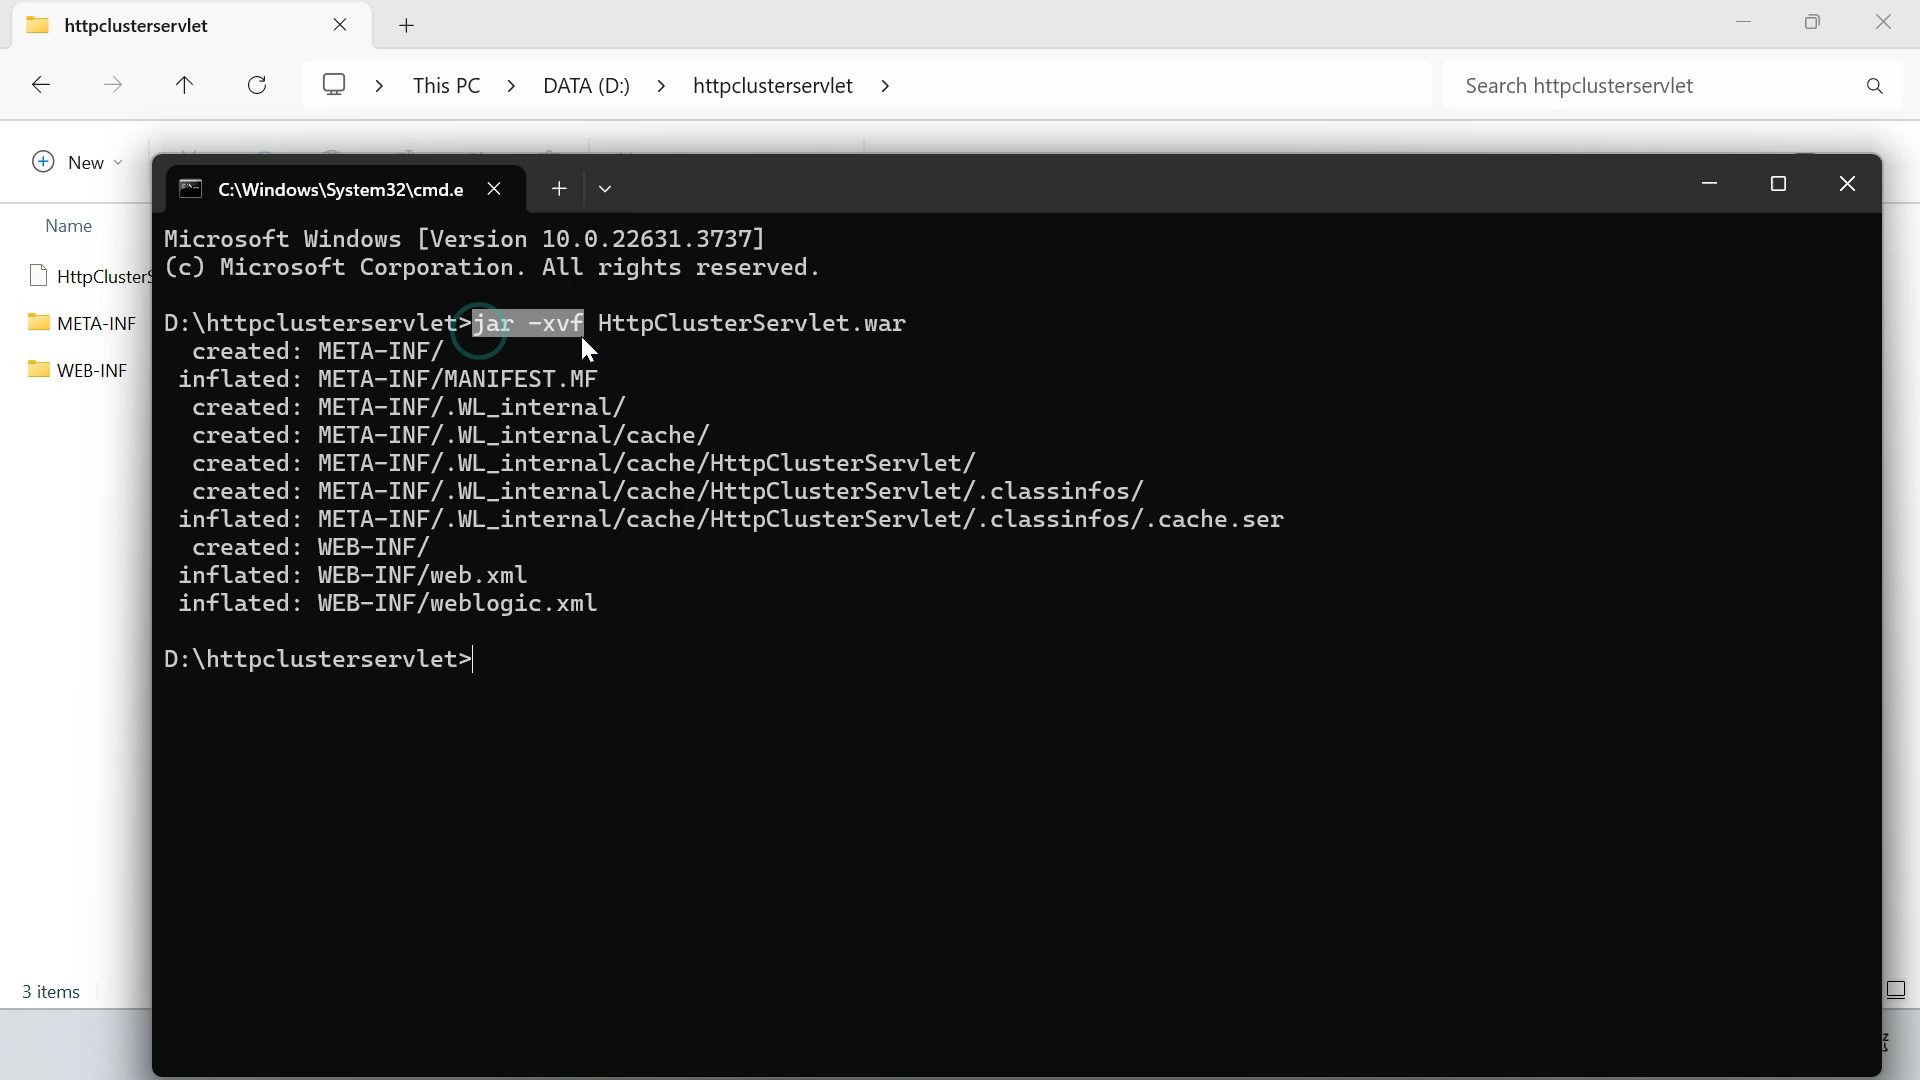 httpclusterservlet
This PC > DATA (D:) > httpclusterservlet >
Search httpclusterservlet
New
C:\Windows\System32\cmd.e
Name
HttpClusterS
META-INF
WEB-INF
3 items
Microsoft Windows [Version 10.0.22631.3737]
(c) Microsoft Corporation. All rights reserved.
D:\httpclusterservlet>jar -xvf HttpClusterServlet.war
created: META-INF/
inflated: META-INF/MANIFEST.MF
created: META-INF/.WL_internal/
created: META-INF/.WL_internal/cache/
created: META-INF/.WL_internal/cache/HttpClusterServlet/
created: META-INF/.WL_internal/cache/HttpClusterServlet/.classinfos/
inflated: META-INF/.WL_internal/cache/HttpClusterServlet/.classinfos/.cache.ser
created: WEB-INF/
inflated: WEB-INF/web.xml
inflated: WEB-INF/weblogic.xml
D:\httpclusterservlet>